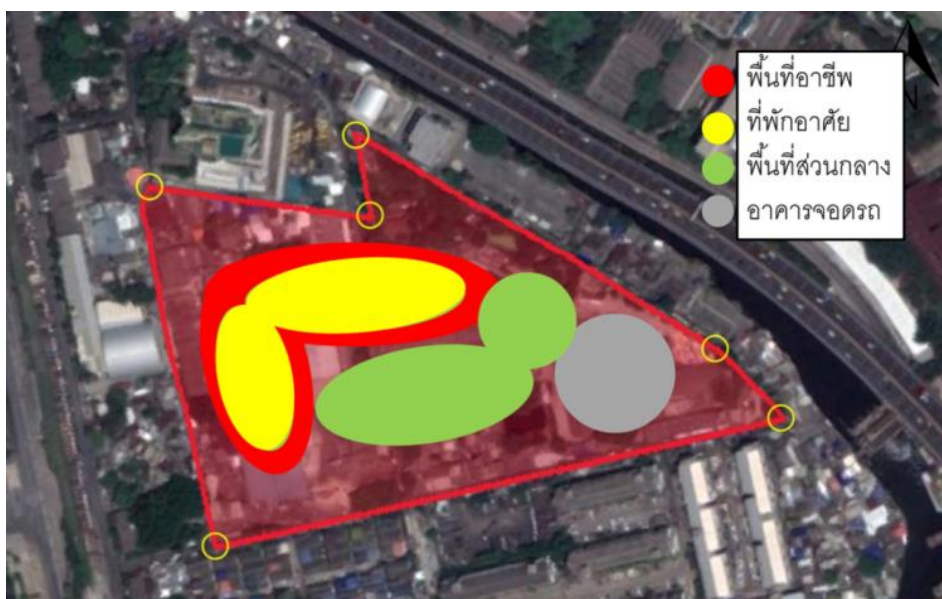 N
พื้นที่อาชีพ
ที่พักอาศัย
พื้นที่ส่วนกลาง
อาคารจอดรถ